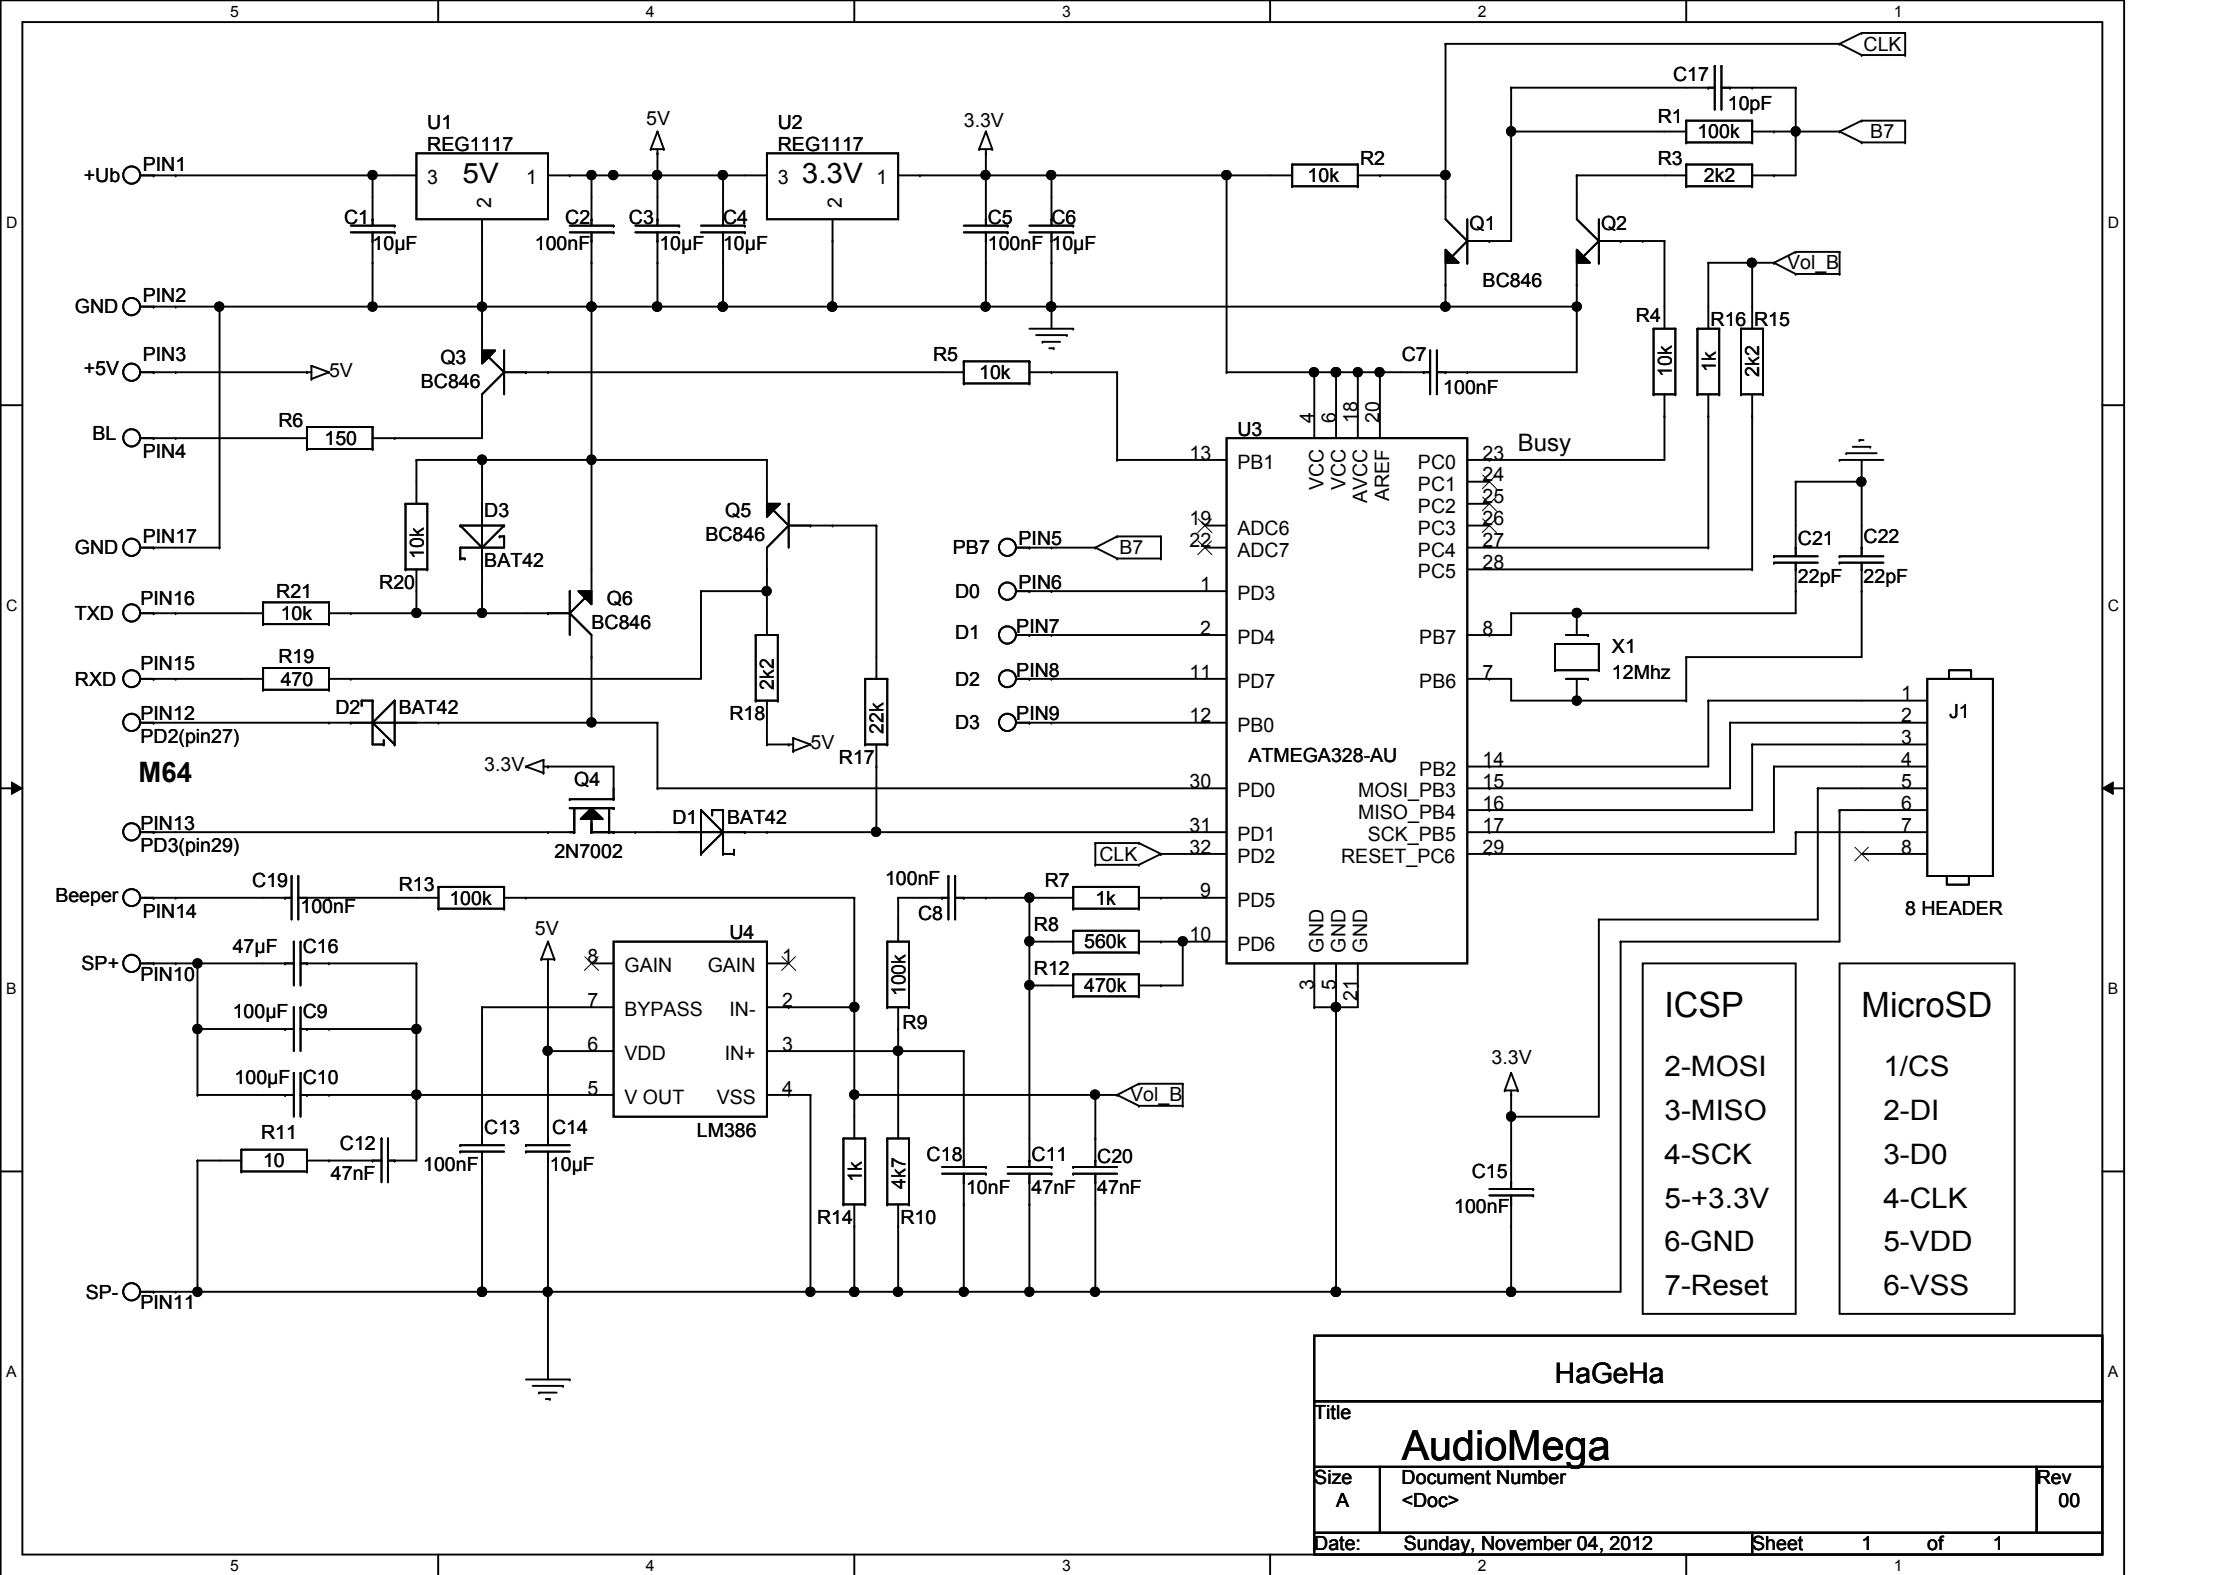 5 4 3 2 1
D
C
B
A
D
C
B
A
CLK
C17
10pF
R1
100k
B7
R3
2k2
U1
REG1117
3 5V 1
2
5V
U2
REG1117
3 3.3V 1
2
3.3V
R2
10k
+Ub PIN1
C1
10µF
C2
100nF
C3
10µF
C4
10µF
C5
100nF
C6
10µF
Q1
BC846
Q2
Vol_B
GND PIN2
R4
10k
R16
1k
R15
2k2
+5V PIN3
5V
Q3
BC846
R5
10k
C7
100nF
BL
PIN4
R6
150
GND PIN17
R20
10k
D3
BAT42
Q5
BC846
TXD PIN16
R21
10k
Q6
BC846
RXD PIN15
R19
470
R18
2k2
5V
R17
22k
PIN12
PD2(pin27)
D2
BAT42
M64
3.3V
Q4
2N7002
D1
BAT42
PIN13
PD3(pin29)
PB7 PIN5
B7
D0 PIN6
D1 PIN7
D2 PIN8
D3 PIN9
CLK
U3
ATMEGA328-AU
4 6 18 20
VCC VCC AVCC AREF
13 PB1
19 ADC6
22 ADC7
1 PD3
2 PD4
11 PD7
12 PB0
30 PD0
31 PD1
32 PD2
9 PD5
10 PD6
GND GND GND
3 5 21
PC0 23
Busy
PC1 24
PC2 25
PC3 26
PC4 27
PC5 28
PB7 8
PB6 7
PB2 14
MOSI_PB3 15
MISO_PB4 16
SCK_PB5 17
RESET_PC6 29
C21
22pF
C22
22pF
X1
12Mhz
J1
1
2
3
4
5
6
7
8
8 HEADER
Beeper
PIN14
C19
100nF
R13
100k
SP+
PIN10
47µF C16
100µF C9
100µF C10
R11
10
C12
47nF
5V
U4
8 GAIN GAIN 1
7 BYPASS IN- 2
6 VDD IN+ 3
5 V OUT VSS 4
LM386
C13
100nF
C14
10µF
100nF
C8
100k
R9
R7
1k
R8
560k
R12
470k
Vol_B
1k
R14
4k7
R10
C18
10nF
C11
47nF
C20
47nF
SP-
PIN11
3.3V
C15
100nF
ICSP
2-MOSI
3-MISO
4-SCK
5-+3.3V
6-GND
7-Reset
MicroSD
1/CS
2-DI
3-D0
4-CLK
5-VDD
6-VSS
HaGeHa
Title
AudioMega
Size
A
Document Number
<Doc>
Rev
00
Date: Sunday, November 04, 2012 Sheet 1 of 1
5 4 3 2 1